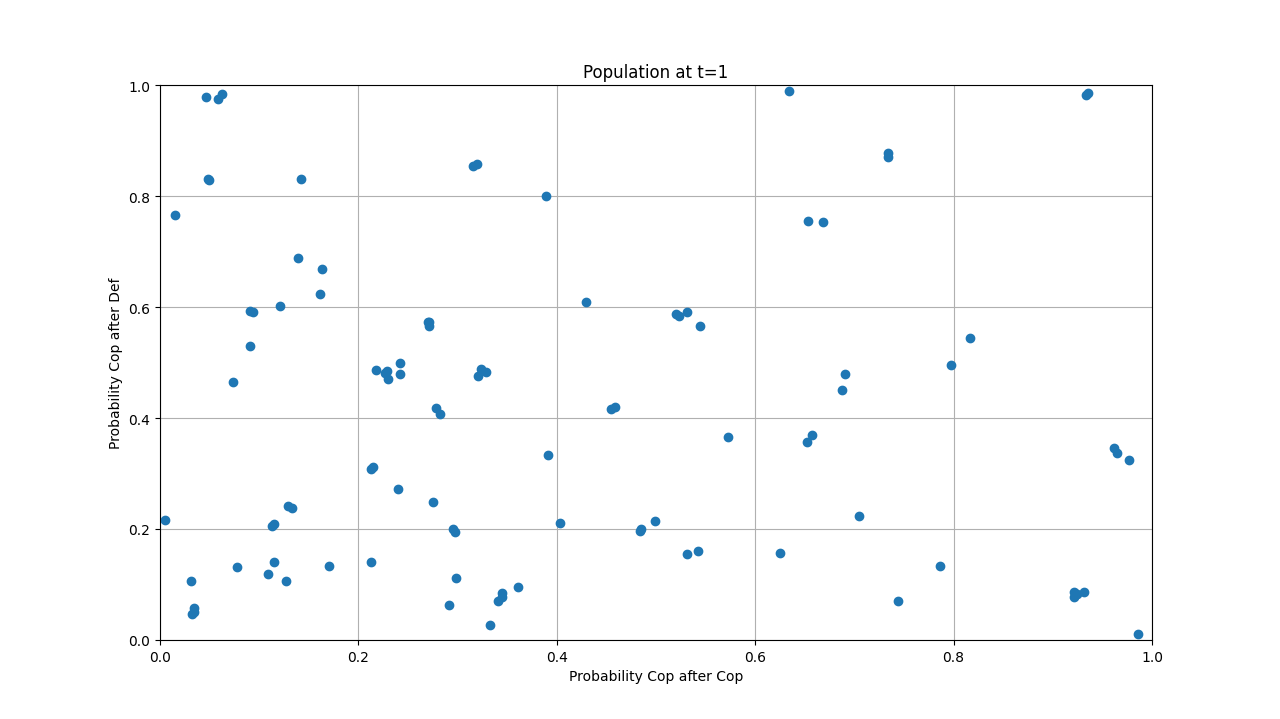 Population at t=1
Probability Cop after Def
1.0
0.8
0.6
0.4
0.2
0.0
0.0 0.2 0.4 0.6 0.8 1.0
Probability Cop after Cop